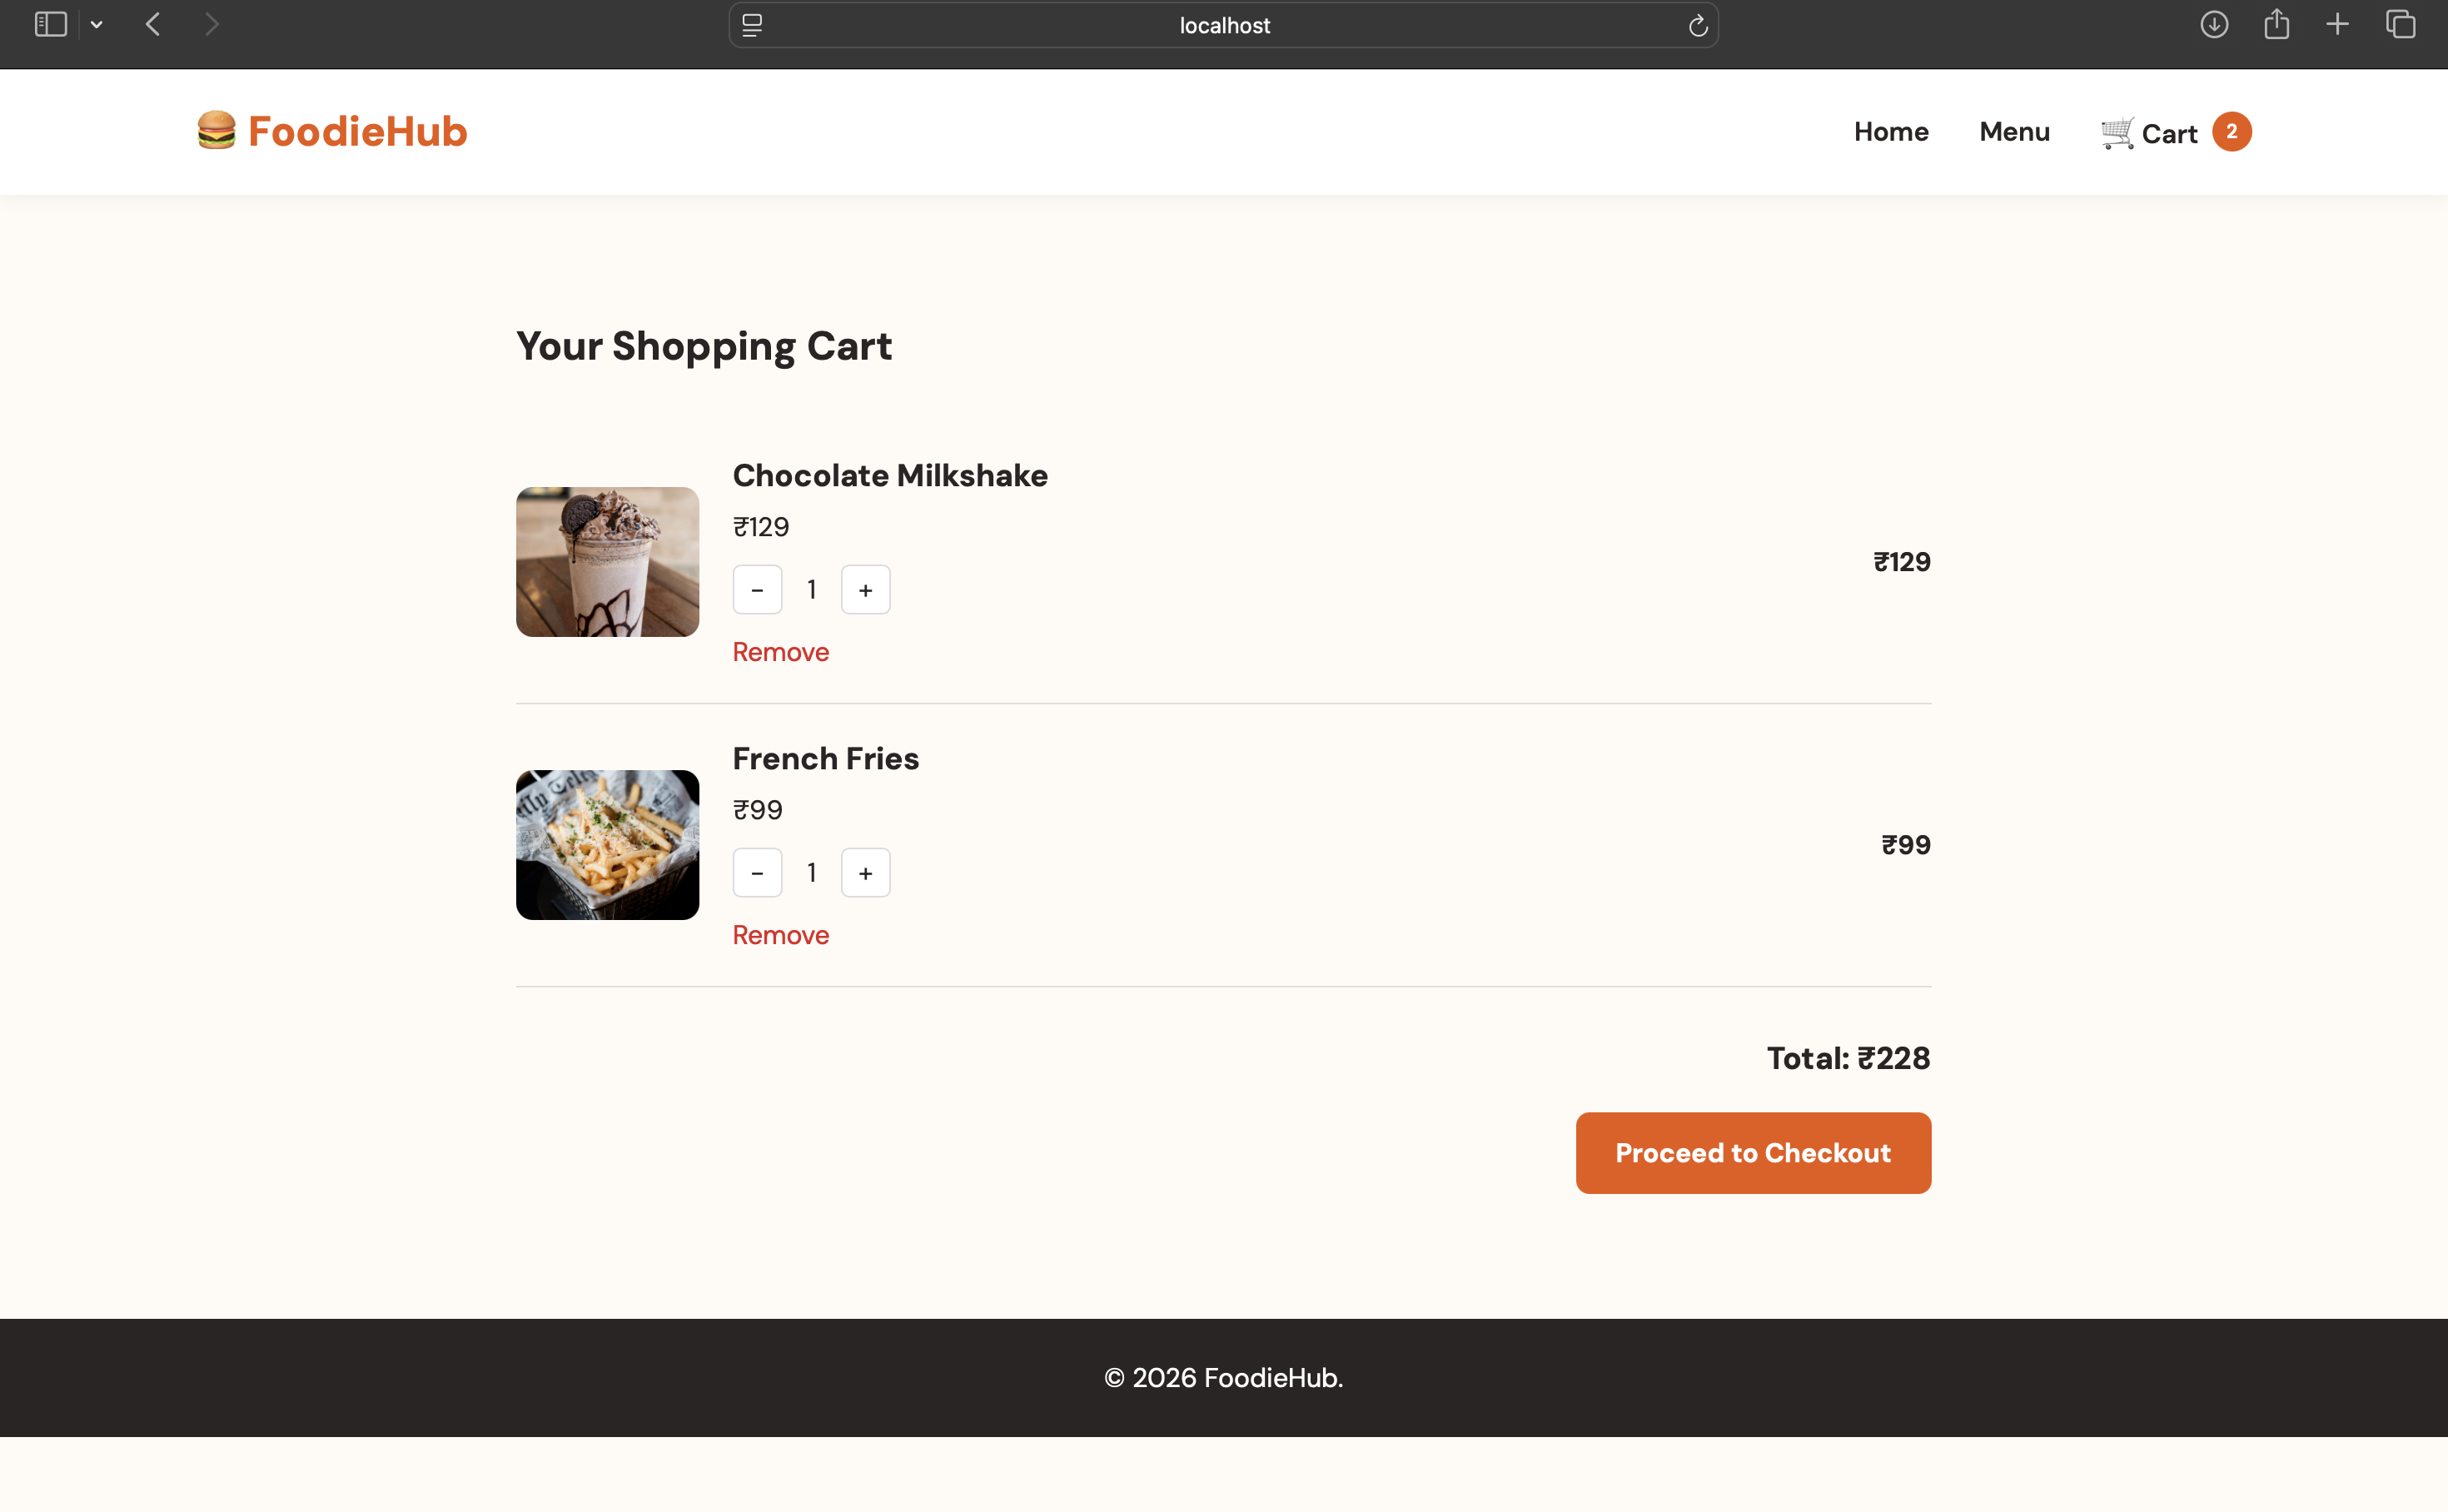 localhost
FoodieHub
Home Menu Cart 2
Your Shopping Cart
Chocolate Milkshake
₹129
- 1 +
₹129
Remove
French Fries
₹99
- 1 +
₹99
Remove
Total: ₹228
Proceed to Checkout
© 2026 FoodieHub.